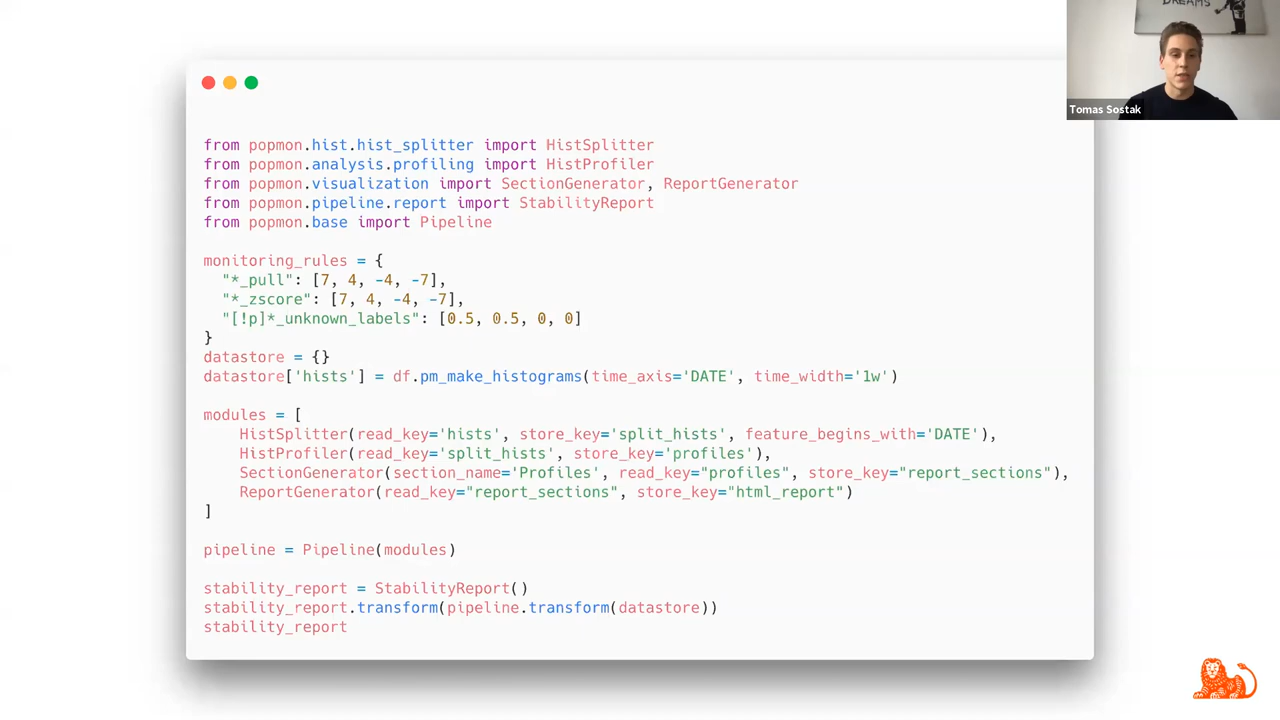 DREAMS
Tomas Sostak
from popmon.hist.hist_splitter import HistSplitter
from popmon.analysis.profiling import HistProfiler
from popmon.visualization import SectionGenerator, ReportGenerator
from popmon.pipeline.report import StabilityReport
from popmon.base import Pipeline
monitoring_rules = {
  "*_pull": [7, 4, -4, -7],
  "*_zscore": [7, 4, -4, -7],
  "[!p]*_unknown_labels": [0.5, 0.5, 0, 0]
}
datastore = {}
datastore['hists'] = df.pm_make_histograms(time_axis='DATE', time_width='1w')
modules = [
    HistSplitter(read_key='hists', store_key='split_hists', feature_begins_with='DATE'),
    HistProfiler(read_key='split_hists', store_key='profiles'),
    SectionGenerator(section_name='Profiles', read_key="profiles", store_key="report_sections"),
    ReportGenerator(read_key="report_sections", store_key="html_report")
]
pipeline = Pipeline(modules)
stability_report = StabilityReport()
stability_report.transform(pipeline.transform(datastore))
stability_report